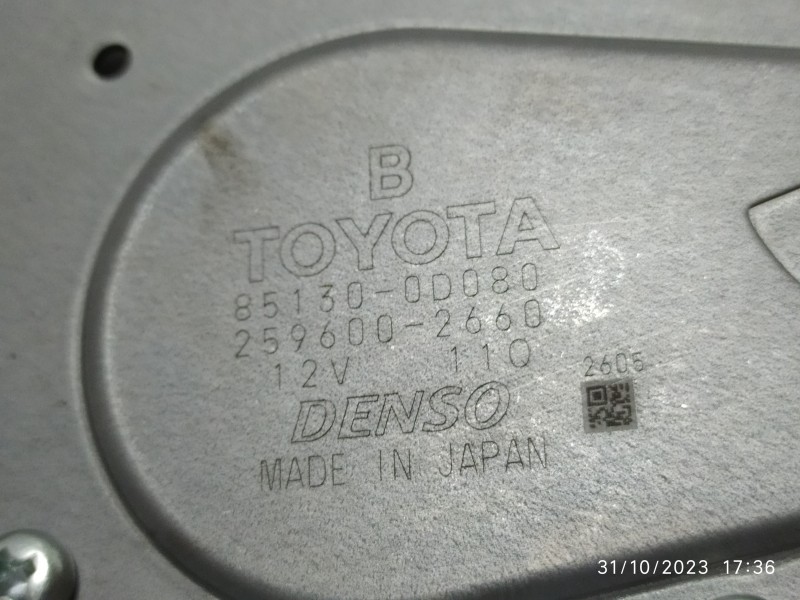 B
TOYOTA
85130-0D080
259600-2660
12V 110
2605
DENSO
MADE IN JAPAN
31/10/2023 17:36